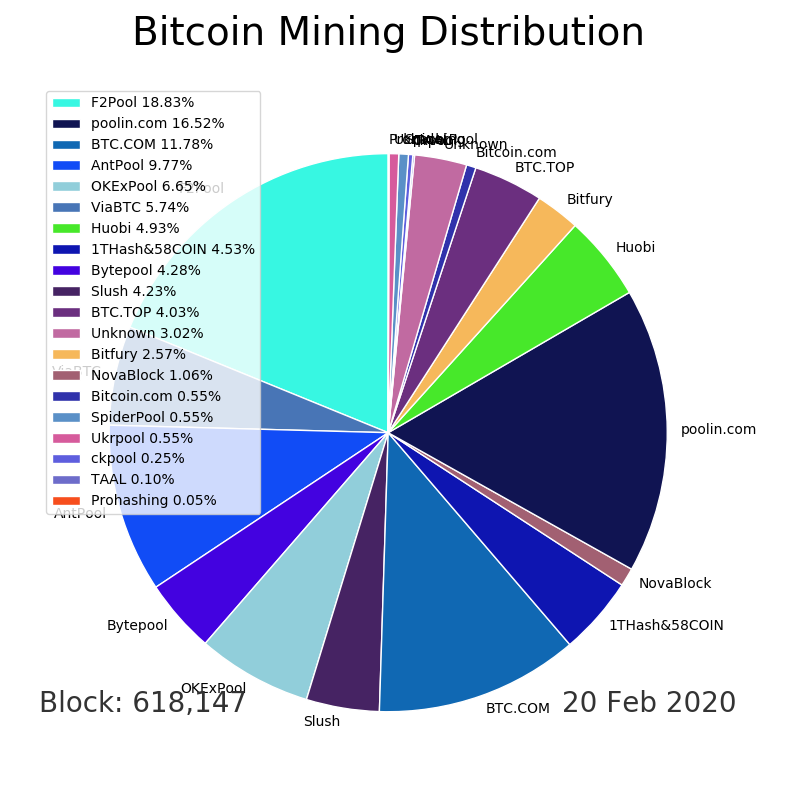 Bitcoin Mining Distribution
F2Pool 18.83%
poolin.com 16.52%
BTC.COM 11.78%
AntPool 9.77%
OKExPool 6.65%
ViaBTC 5.74%
Huobi 4.93%
1THash&58COIN 4.53%
Bytepool 4.28%
Slush 4.23%
BTC.TOP 4.03%
Unknown 3.02%
Bitfury 2.57%
NovaBlock 1.06%
Bitcoin.com 0.55%
SpiderPool 0.55%
Ukrpool 0.55%
ckpool 0.25%
TAAL 0.10%
Prohashing 0.05%
Unknown
Bitcoin.com
BTC.TOP
Bitfury
Huobi
poolin.com
NovaBlock
1THash&58COIN
BTC.COM
Slush
OKExPool
Bytepool
AntPool
ViaBTC
Block: 618,147
20 Feb 2020